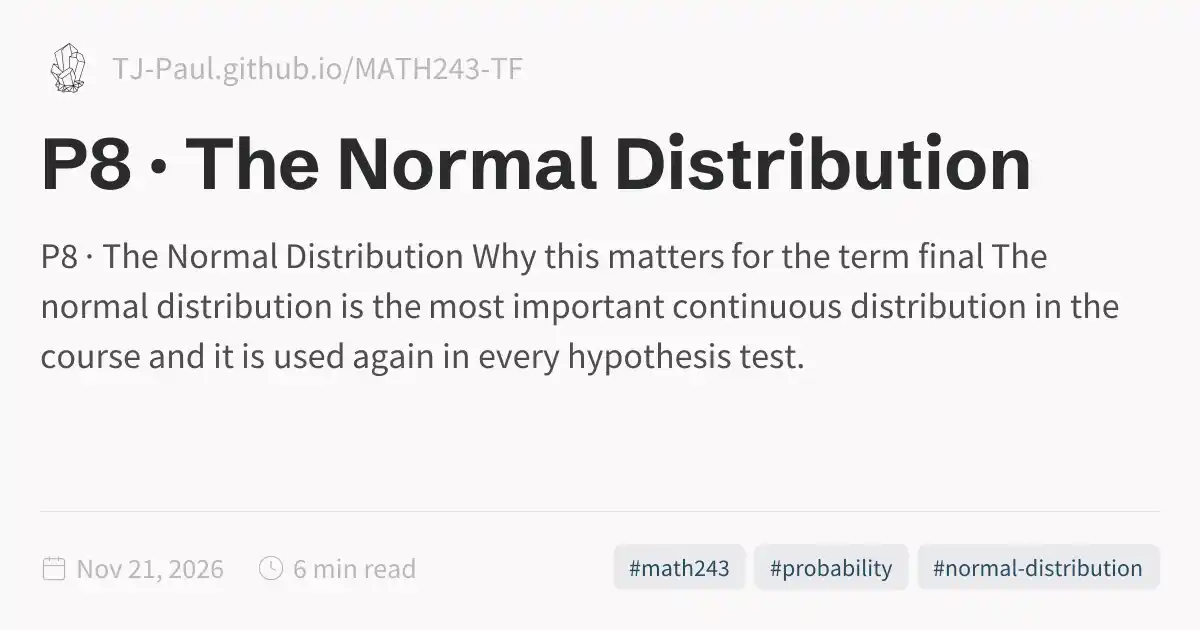 TJ-Paul.github.io/MATH243-TF
P8 · The Normal Distribution
P8 · The Normal Distribution Why this matters for the term final The
normal distribution is the most important continuous distribution in the
course and it is used again in every hypothesis test.
Nov 21, 2026
6 min read
#math243
#probability
#normal-distribution